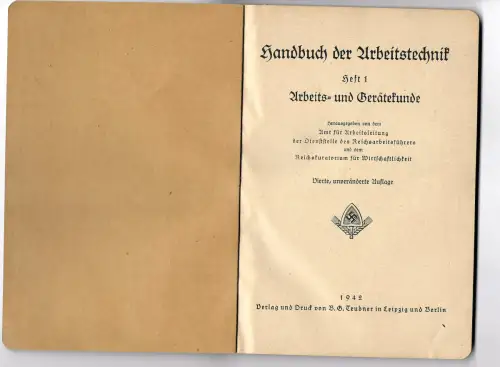 Handbuch der Arbeitstechnik
Heft 1
Arbeits- und Gerätekunde
Herausgegeben von dem
Amt für Arbeitsleitung
der Dienststelle des Reichsarbeitsführers
und dem
Reichskuratorium für Wirtschaftlichkeit
Vierte, unveränderte Auflage
1942
Verlag und Druck von B. G. Teubner in Leipzig und Berlin